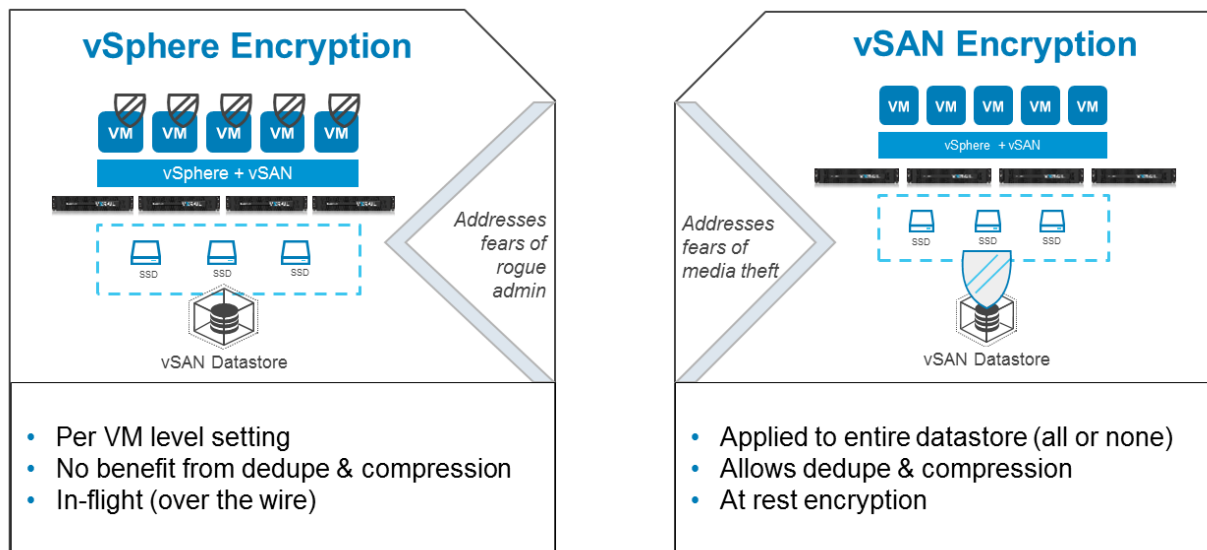 vSphere Encryption
VM VM VM VM VM
vSphere + vSAN
SSD SSD SSD
vSAN Datastore
Addresses
fears of
rogue
admin
• Per VM level setting
• No benefit from dedupe & compression
• In-flight (over the wire)
vSAN Encryption
VM VM VM VM VM
vSphere + vSAN
SSD SSD SSD
vSAN Datastore
Addresses
fears of
media theft
• Applied to entire datastore (all or none)
• Allows dedupe & compression
• At rest encryption